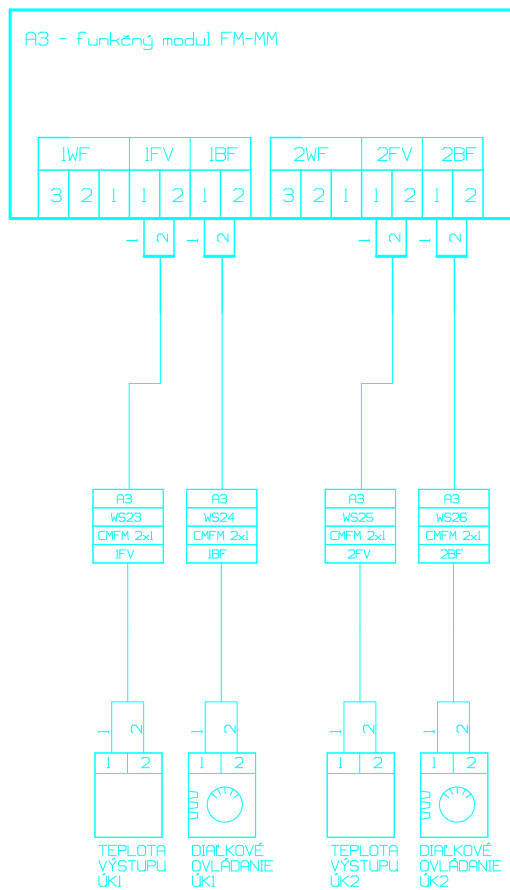 A3 - Funkčný modul FM-MM
1WF 1FV 1BF 2WF 2FV 2BF
3 2 1 1 2 1 2 3 2 1 1 2 1 2
1 2 1 2 1 2 1 2
A3 A3 A3 A3
WS23 WS24 WS25 WS26
CMFM 2x1 CMFM 2x1 CMFM 2x1 CMFM 2x1
1FV 1BF 2FV 2BF
1 2 1 2 1 2 1 2
1 2 1 2 1 2 1 2
TEPLOTA DIAĽKOVÉ TEPLOTA DIAĽKOVÉ
VÝSTUPU OVLÁDANIE VÝSTUPU OVLÁDANIE
ÚK1 ÚK1 ÚK2 ÚK2